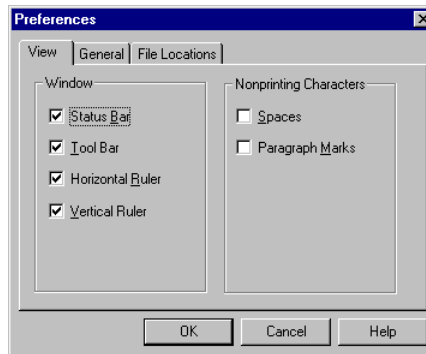 Preferences
View General File Locations
Window
Status Bar
Tool Bar
Horizontal Ruler
Vertical Ruler
Nonprinting Characters
Spaces
Paragraph Marks
OK Cancel Help